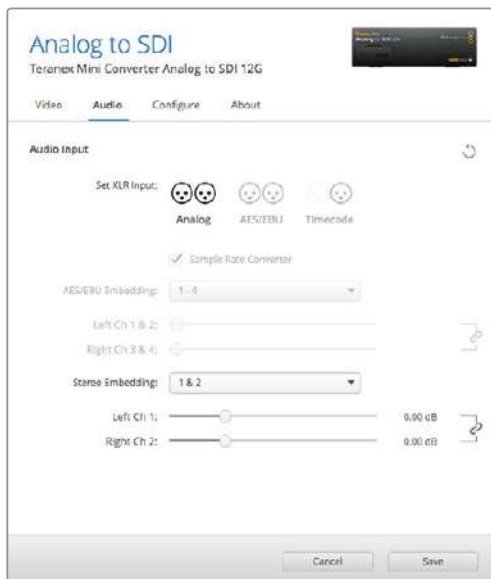 Analog to SDI
Teranex Mini Converter Analog to SDI 12G
Video Audio Configure About
Audio Input
Set XLR Input:
Analog AES/EBU Timecode
Sample Rate Converter
AES/EBU Embedding: 1 - 4
Left Ch 1 & 2:
Right Ch 3 & 4:
Stereo Embedding: 1 & 2
Left Ch 1: 0.00 dB
Right Ch 2: 0.00 dB
Cancel Save